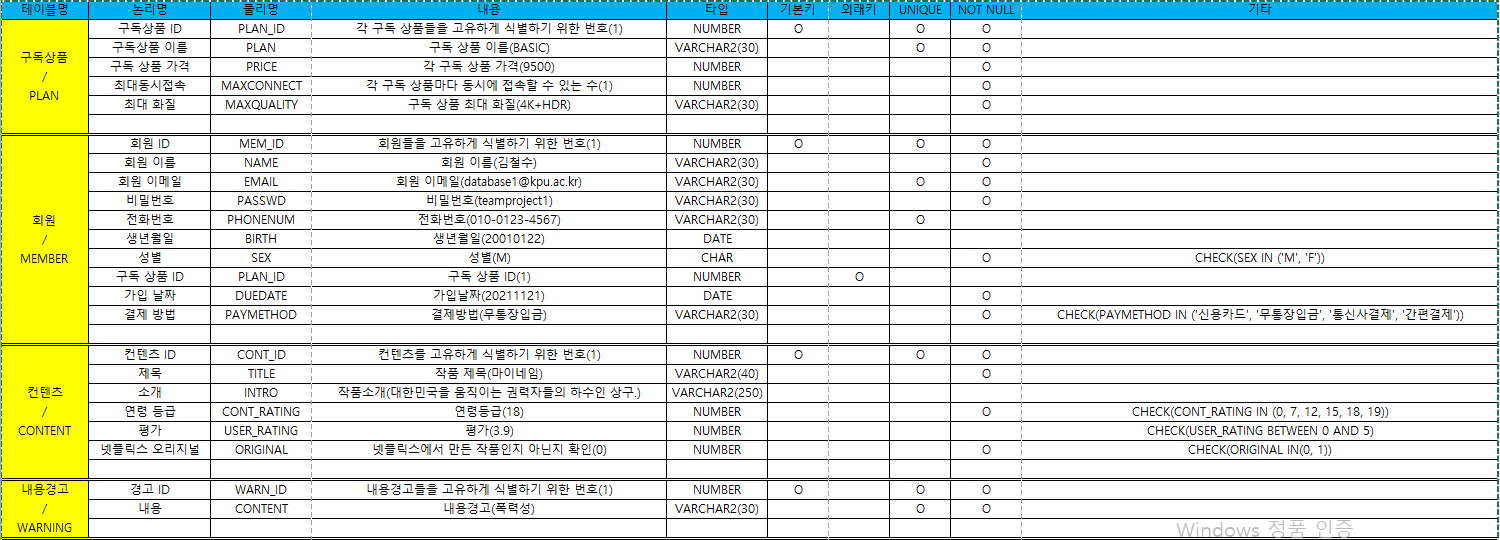 테이블명 논리명 물리명 내용 타입 기본키 외래키 UNIQUE NOT NULL 기타
구독상품 / PLAN
구독상품 ID PLAN_ID 각 구독 상품들을 고유하게 식별하기 위한 번호(1) NUMBER O O O
구독상품 이름 PLAN 구독 상품 이름(BASIC) VARCHAR2(30) O O
구독 상품 가격 PRICE 각 구독 상품 가격(9500) NUMBER O
최대동시접속 MAXCONNECT 각 구독 상품마다 동시에 접속할 수 있는 수(1) NUMBER O
최대 화질 MAXQUALITY 구독 상품 최대 화질(4K+HDR) VARCHAR2(30) O
회원 / MEMBER
회원 ID MEM_ID 회원들을 고유하게 식별하기 위한 번호(1) NUMBER O O O
회원 이름 NAME 회원 이름(김철수) VARCHAR2(30) O
회원 이메일 EMAIL 회원 이메일(database1@kpu.ac.kr) VARCHAR2(30) O O
비밀번호 PASSWD 비밀번호(teamproject1) VARCHAR2(30) O
전화번호 PHONENUM 전화번호(010-0123-4567) VARCHAR2(30) O
생년월일 BIRTH 생년월일(20010122) DATE
성별 SEX 성별(M) CHAR O CHECK(SEX IN ('M', 'F'))
구독 상품 ID PLAN_ID 구독 상품 ID(1) NUMBER O
가입 날짜 DUEDATE 가입날짜(20211121) DATE O
결제 방법 PAYMETHOD 결제방법(무통장입금) VARCHAR2(30) O CHECK(PAYMETHOD IN ('신용카드', '무통장입금', '통신사결제', '간편결제'))
컨텐츠 / CONTENT
컨텐츠 ID CONT_ID 컨텐츠를 고유하게 식별하기 위한 번호(1) NUMBER O O O
제목 TITLE 작품 제목(마이네임) VARCHAR2(40) O
소개 INTRO 작품소개(대한민국을 움직이는 권력자들의 하수인 상구.) VARCHAR2(250)
연령 등급 CONT_RATING 연령등급(18) NUMBER O CHECK(CONT_RATING IN (0, 7, 12, 15, 18, 19))
평가 USER_RATING 평가(3.9) NUMBER CHECK(USER_RATING BETWEEN 0 AND 5)
넷플릭스 오리지널 ORIGINAL 넷플릭스에서 만든 작품인지 아닌지 확인(0) NUMBER O CHECK(ORIGINAL IN(0, 1))
내용경고 / WARNING
경고 ID WARN_ID 내용경고들을 고유하게 식별하기 위한 번호(1) NUMBER O O O
내용 CONTENT 내용경고(폭력성) VARCHAR2(30) O O
Windows 정품 인증